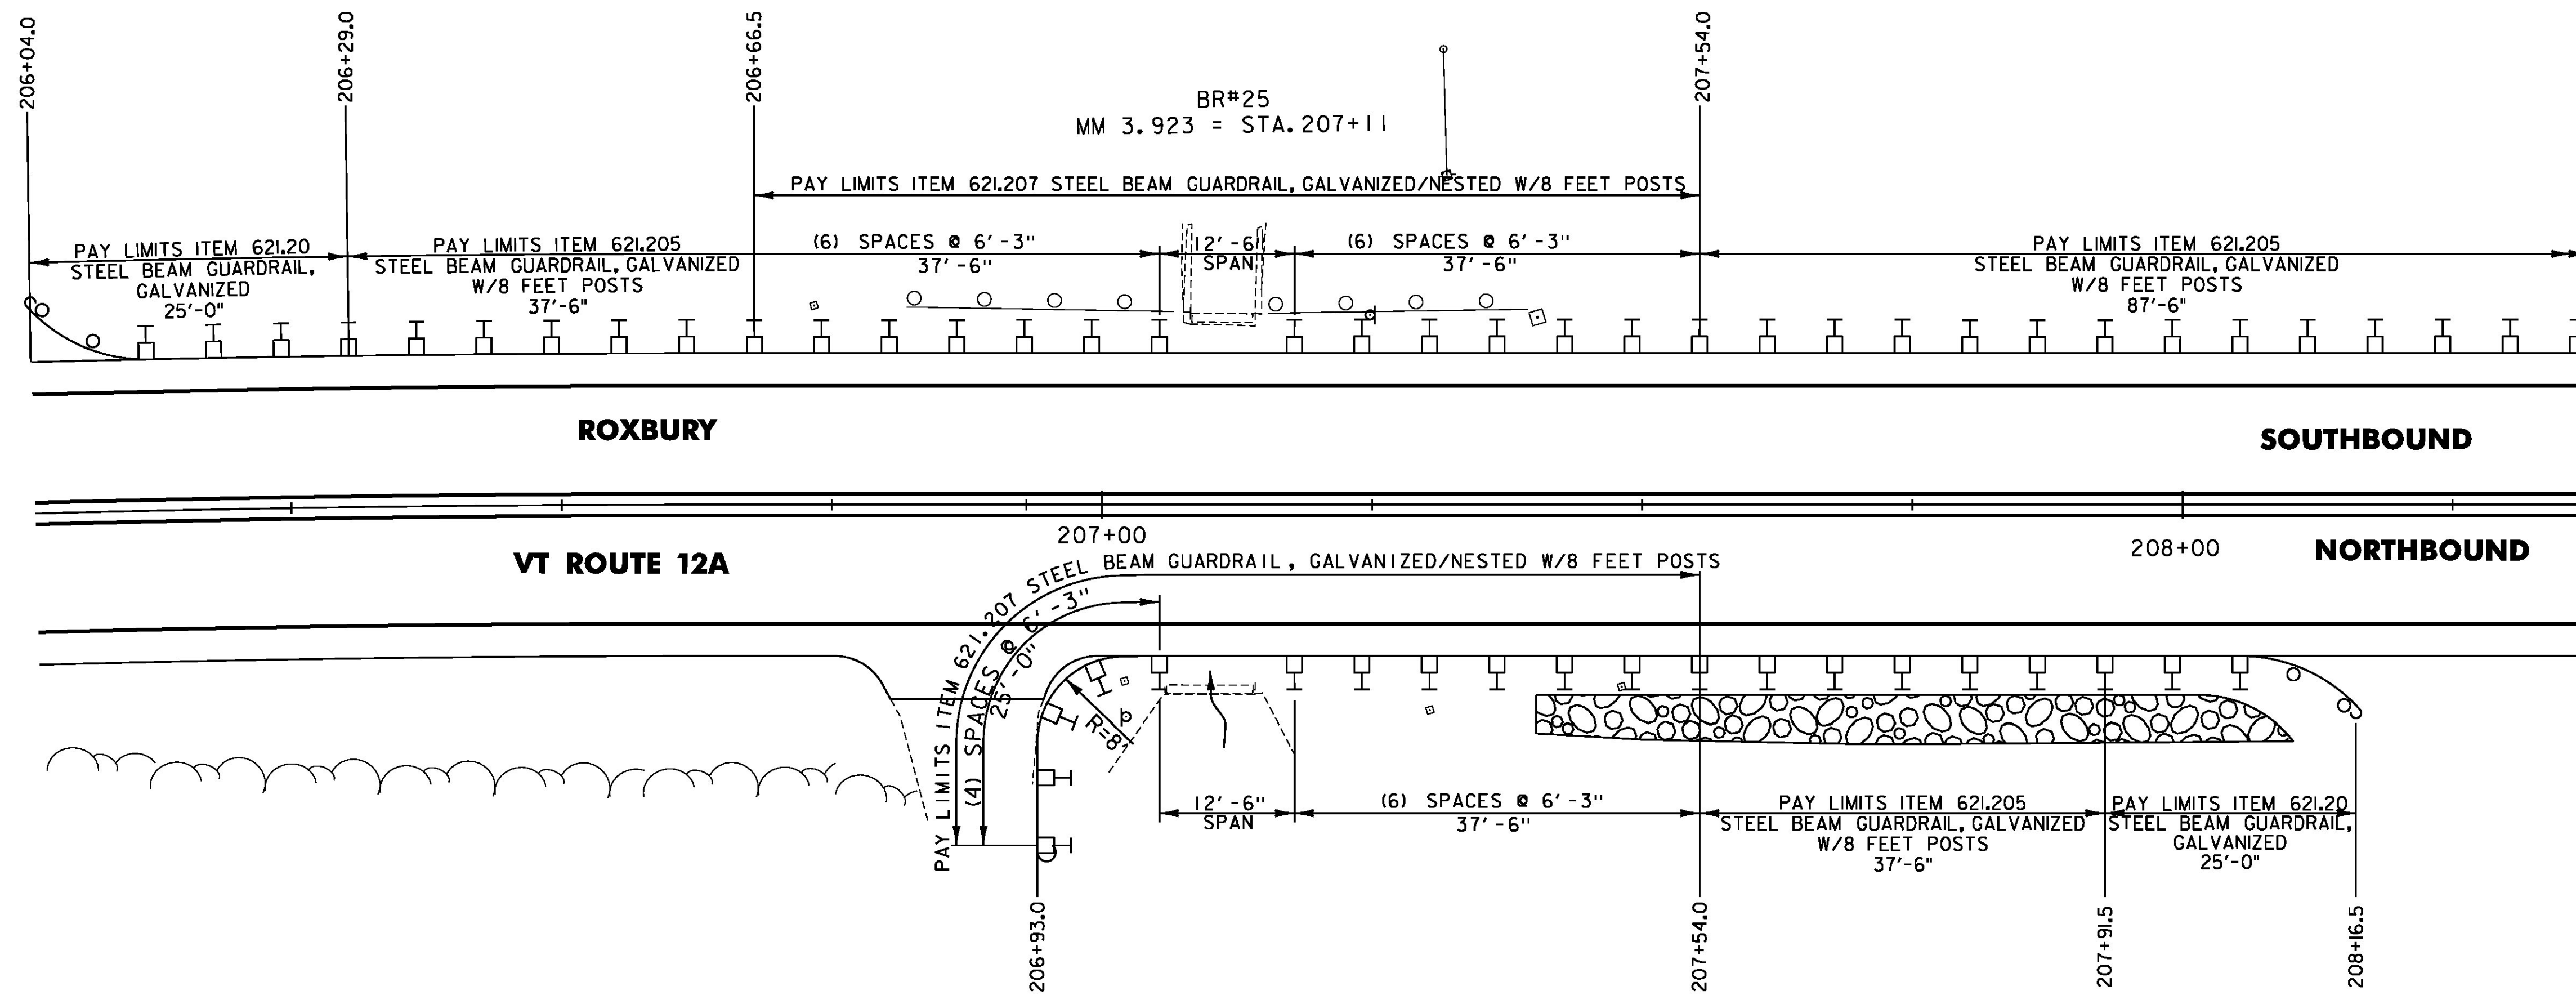 206+04.0
206+29.0
206+66.5
207+54.0
BR#25
MM 3.923 = STA.207+11
PAY LIMITS ITEM 621.207 STEEL BEAM GUARDRAIL, GALVANIZED/NESTED W/8 FEET POSTS
PAY LIMITS ITEM 621.20
STEEL BEAM GUARDRAIL,
GALVANIZED
25'-0"
PAY LIMITS ITEM 621.205
STEEL BEAM GUARDRAIL, GALVANIZED
W/8 FEET POSTS
37'-6"
(6) SPACES @ 6'-3"
37'-6"
12'-6"
SPAN
(6) SPACES @ 6'-3"
37'-6"
PAY LIMITS ITEM 621.205
STEEL BEAM GUARDRAIL, GALVANIZED
W/8 FEET POSTS
87'-6"
ROXBURY
SOUTHBOUND
207+00
208+00
VT ROUTE 12A
NORTHBOUND
PAY LIMITS ITEM 621.207 STEEL BEAM GUARDRAIL, GALVANIZED/NESTED W/8 FEET POSTS
(4) SPACES @ 6'-3"
25'-0"
R=8'
12'-6"
SPAN
(6) SPACES @ 6'-3"
37'-6"
PAY LIMITS ITEM 621.205
STEEL BEAM GUARDRAIL, GALVANIZED
W/8 FEET POSTS
37'-6"
PAY LIMITS ITEM 621.20
STEEL BEAM GUARDRAIL,
GALVANIZED
25'-0"
206+93.0
207+54.0
207+91.5
208+16.5